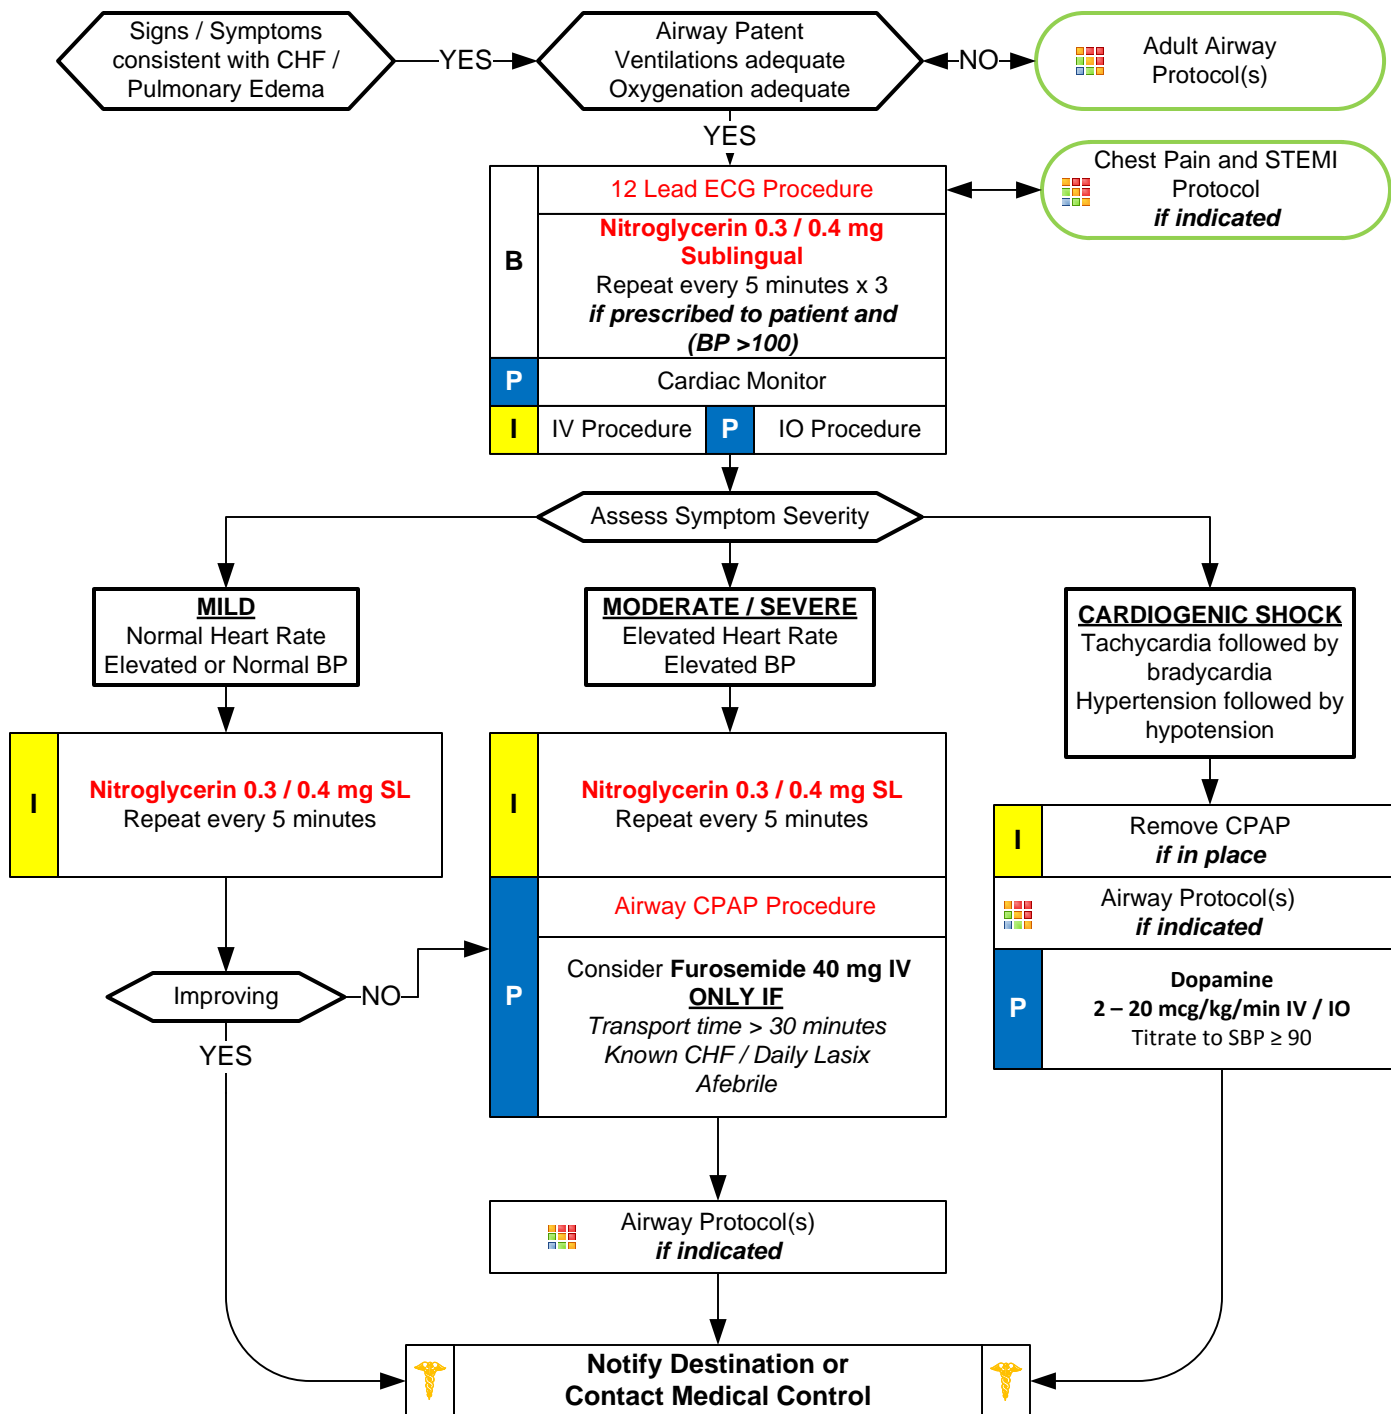 Signs / Symptoms
consistent with CHF /
Pulmonary Edema
YES
Airway Patent
Ventilations adequate
Oxygenation adequate
NO
Adult Airway
Protocol(s)
YES
Chest Pain and STEMI
Protocol
if indicated
B
12 Lead ECG Procedure
Nitroglycerin 0.3 / 0.4 mg
Sublingual
Repeat every 5 minutes x 3
if prescribed to patient and
(BP >100)
P
Cardiac Monitor
I
IV Procedure
P
IO Procedure
Assess Symptom Severity
MILD
Normal Heart Rate
Elevated or Normal BP
MODERATE / SEVERE
Elevated Heart Rate
Elevated BP
CARDIOGENIC SHOCK
Tachycardia followed by
bradycardia
Hypertension followed by
hypotension
I
Nitroglycerin 0.3 / 0.4 mg SL
Repeat every 5 minutes
I
Nitroglycerin 0.3 / 0.4 mg SL
Repeat every 5 minutes
P
Airway CPAP Procedure
Consider Furosemide 40 mg IV
ONLY IF
Transport time > 30 minutes
Known CHF / Daily Lasix
Afebrile
I
Remove CPAP
if in place
Airway Protocol(s)
if indicated
P
Dopamine
2 – 20 mcg/kg/min IV / IO
Titrate to SBP ≥ 90
Improving
NO
YES
Airway Protocol(s)
if indicated
Notify Destination or
Contact Medical Control